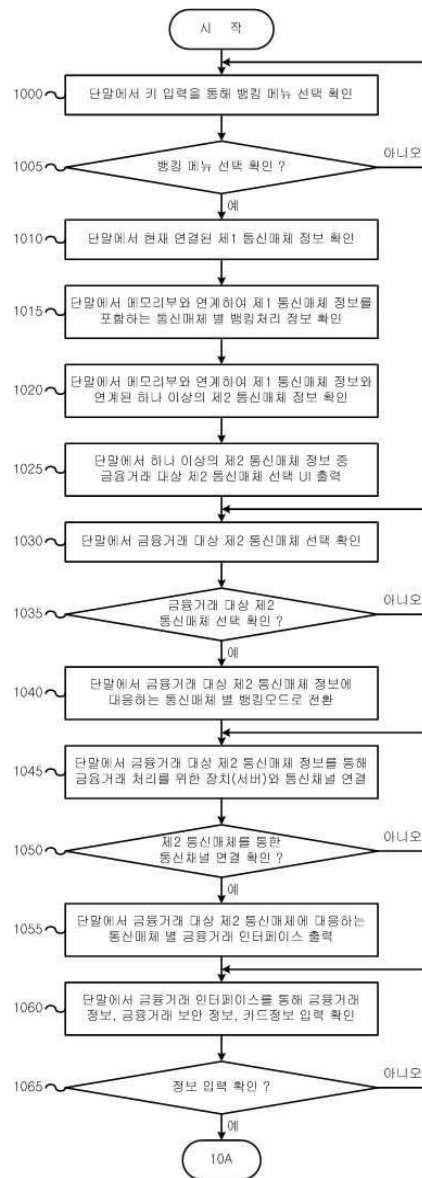 시 작
1000
단말에서 키 입력을 통해 뱅킹 메뉴 선택 확인
1005
뱅킹 메뉴 선택 확인 ?
아니오
예
1010
단말에서 현재 연결된 제1 통신매체 정보 확인
1015
단말에서 메모리부와 연계하여 제1 통신매체 정보를
포함하는 통신매체 별 뱅킹처리 정보 확인
1020
단말에서 메모리부와 연계하여 제1 통신매체 정보와
연계된 하나 이상의 제2 통신매체 정보 확인
1025
단말에서 하나 이상의 제2 통신매체 정보 중
금융거래 대상 제2 통신매체 선택 UI 출력
1030
단말에서 금융거래 대상 제2 통신매체 선택 확인
1035
금융거래 대상 제2
통신매체 선택 확인 ?
아니오
예
1040
단말에서 금융거래 대상 제2 통신매체 정보에
대응하는 통신매체 별 뱅킹모드로 전환
1045
단말에서 금융거래 대상 제2 통신매체 정보를 통해
금융거래 처리를 위한 장치(서버)와 통신채널 연결
1050
제2 통신매체를 통한
통신채널 연결 확인 ?
아니오
예
1055
단말에서 금융거래 대상 제2 통신매체에 대응하는
통신매체 별 금융거래 인터페이스 출력
1060
단말에서 금융거래 인터페이스를 통해 금융거래
정보, 금융거래 보안 정보, 카드정보 입력 확인
1065
정보 입력 확인 ?
아니오
예
10A